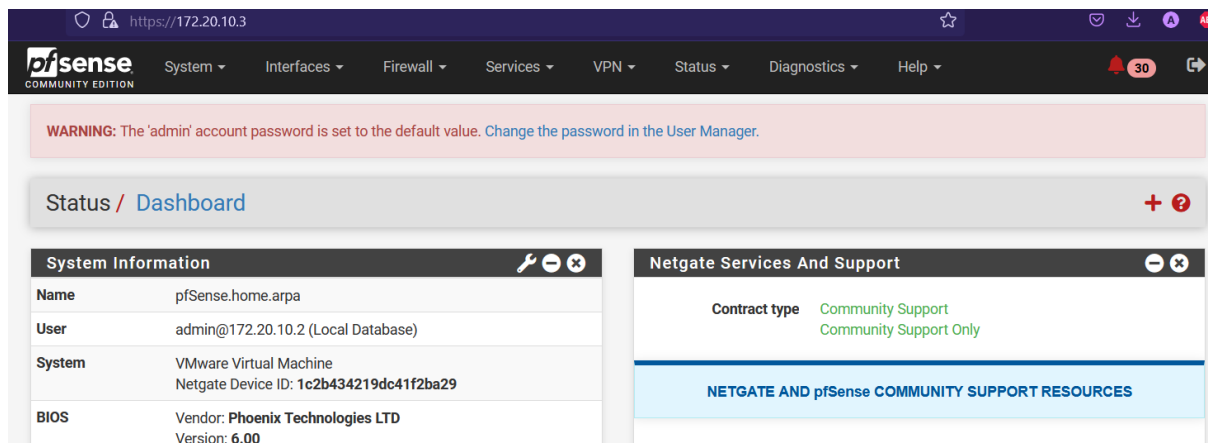 https://172.20.10.3
A
pfsense
COMMUNITY EDITION
System
Interfaces
Firewall
Services
VPN
Status
Diagnostics
Help
30
WARNING: The 'admin' account password is set to the default value. Change the password in the User Manager.
Status / Dashboard
System Information
Name pfSense.home.arpa
User admin@172.20.10.2 (Local Database)
System VMware Virtual Machine
Netgate Device ID: 1c2b434219dc41f2ba29
BIOS Vendor: Phoenix Technologies LTD
Version: 6.00
Netgate Services And Support
Contract type Community Support
Community Support Only
NETGATE AND pfSense COMMUNITY SUPPORT RESOURCES